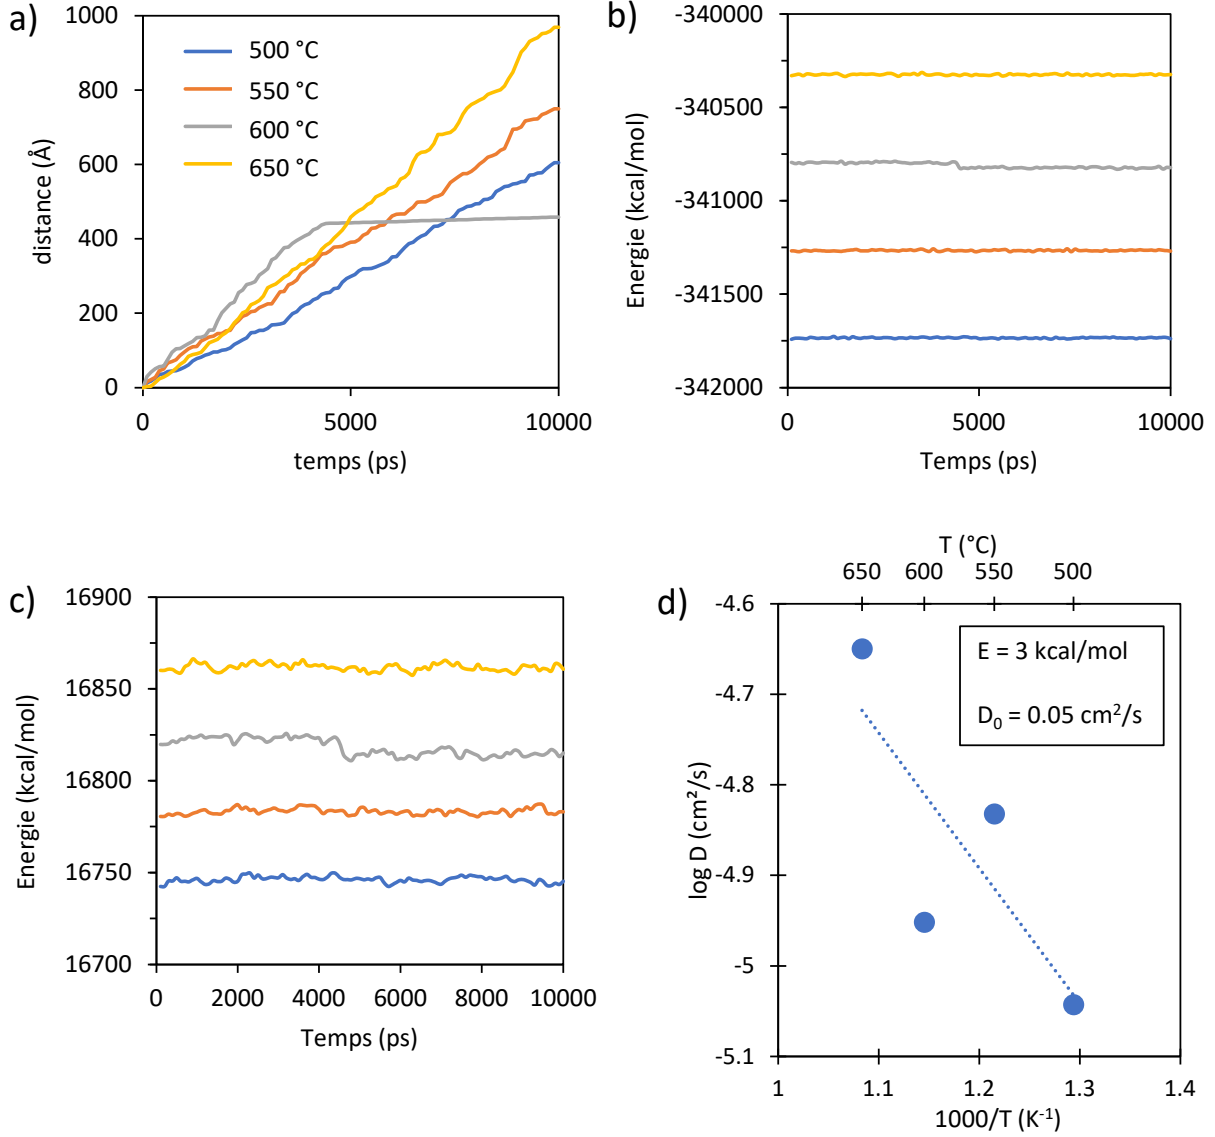 a)
1000
800
600
400
200
0
distance (Å)
500 °C
550 °C
600 °C
650 °C
0
5000
10000
temps (ps)
b)
-340000
-340500
-341000
-341500
-342000
Energie (kcal/mol)
0
5000
10000
Temps (ps)
c)
16900
16850
16800
16750
16700
Energie (kcal/mol)
0
2000
4000
6000
8000
10000
Temps (ps)
d)
T (°C)
650
600
550
500
-4.6
-4.7
-4.8
-4.9
-5
-5.1
log D (cm²/s)
E = 3 kcal/mol
D₀ = 0.05 cm²/s
1
1.1
1.2
1.3
1.4
1000/T (K⁻¹)